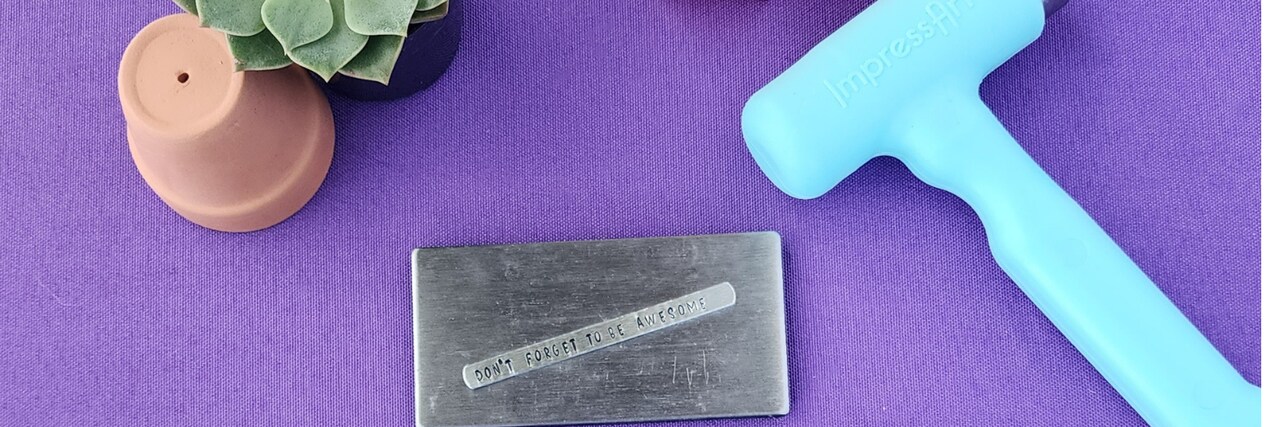 ImpressArt
DON'T FORGET TO BE AWESOME